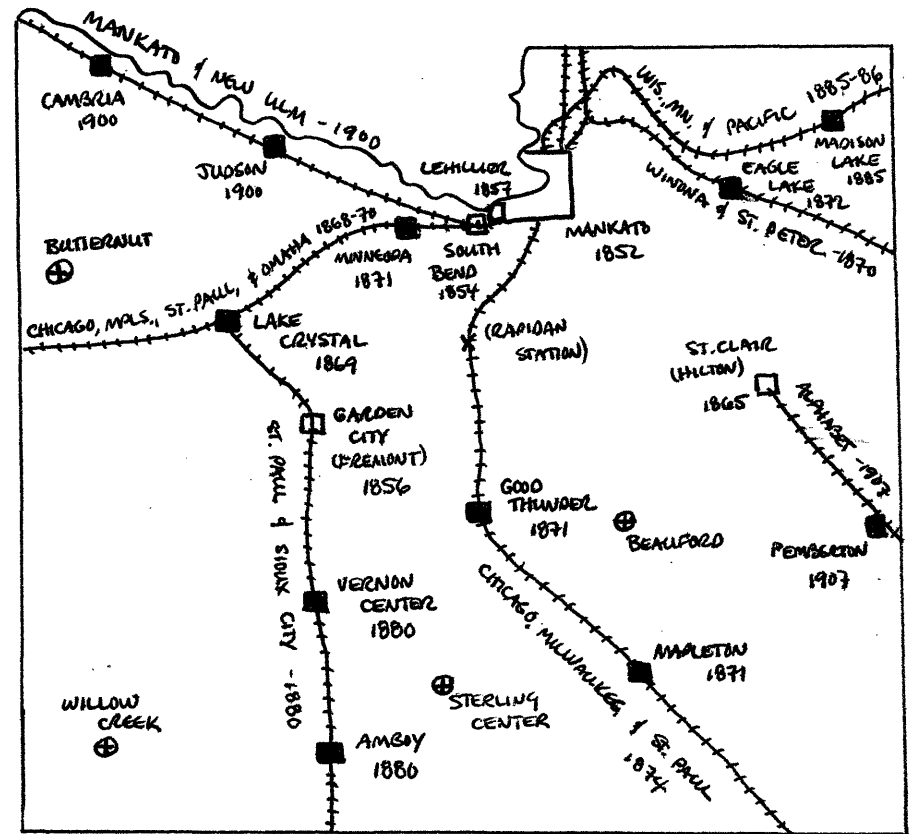 MANKATO & NEW ULM - 1900
CAMBRIA
1900
JUDSON
1900
LEHILLIER
1857
WIS., MN. & PACIFIC 1885-86
MADISON
LAKE
1885
EAGLE
LAKE
1872
WINONA & ST. PETER - 1870
MANKATO
1852
BUTTERNUT
MINNEOPA
1871
SOUTH
BEND
1854
CHICAGO, MPLS., ST. PAUL, & OMAHA 1868-70
LAKE
CRYSTAL
1869
(RAPIDAN
STATION)
ST. CLAIR
(HILTON)
1865
ALPHABET - 1907
PEMBERTON
1907
GARDEN
CITY
(FREMONT)
1856
ST. PAUL & SIOUX CITY - 1880
GOOD
THUNDER
1871
BEAUFORD
VERNON
CENTER
1880
CHICAGO, MILWAUKEE, & ST. PAUL
1874
MAPLETON
1871
STERLING
CENTER
WILLOW
CREEK
AMBOY
1880